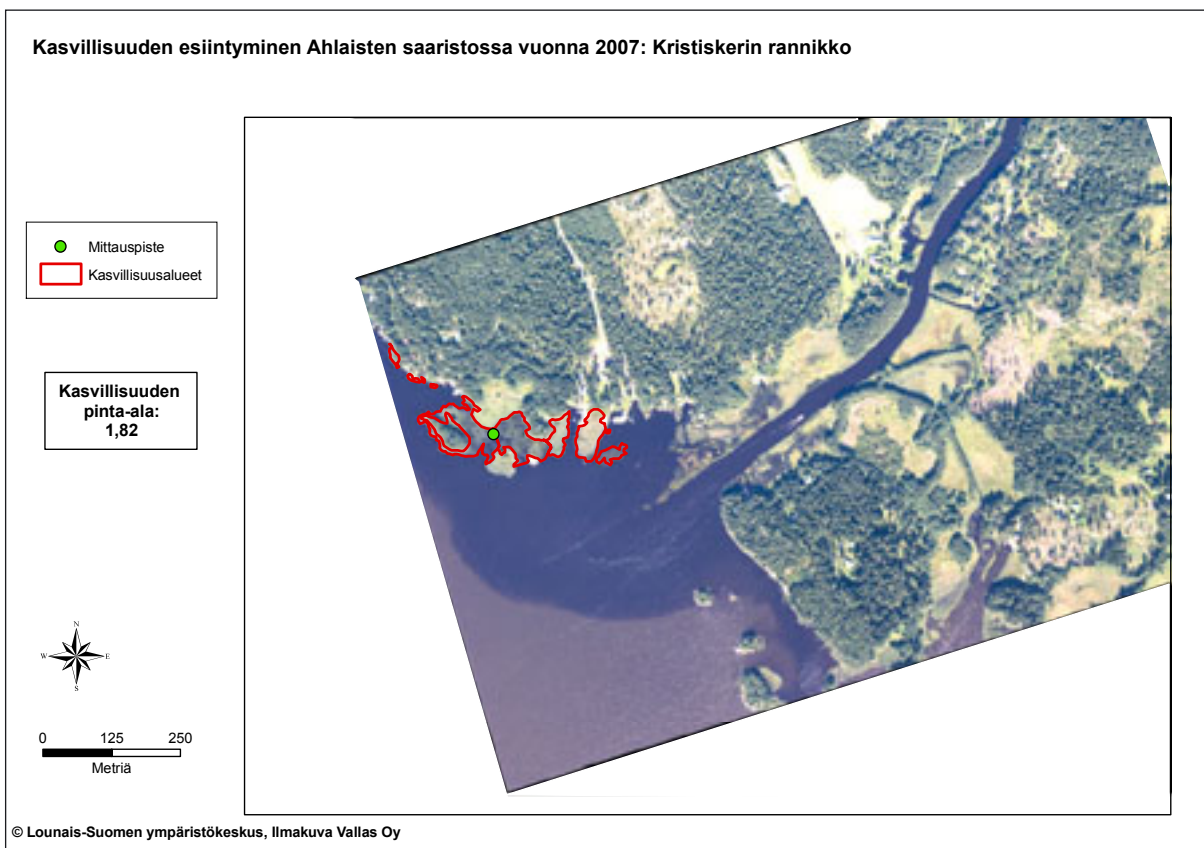 Kasvillisuuden esiintyminen Ahlaisten saaristossa vuonna 2007: Kristiskerin rannikko
Mittauspiste
Kasvillisuusalueet
Kasvillisuuden
pinta-ala:
1,82
N
W E
S
0 125 250
Metriä
© Lounais-Suomen ympäristökeskus, Ilmakuva Vallas Oy